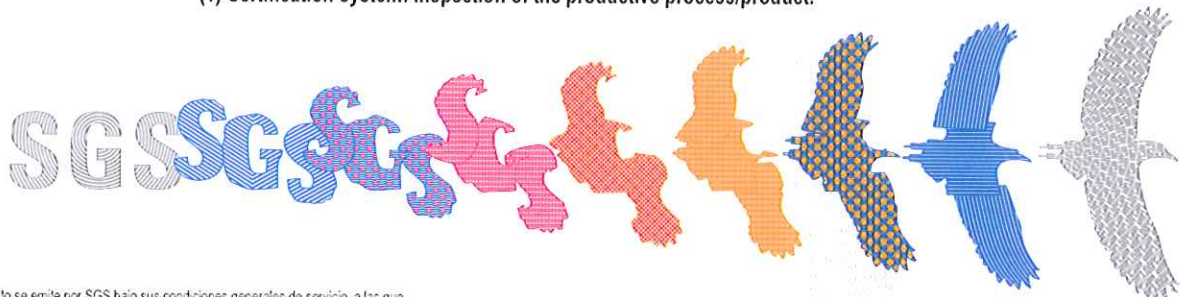 (1) Certification System: Inspection of the productive process/product.
SGS SGS SGS
to se emite por SGS bajo sus condiciones generales de servicio, a las que